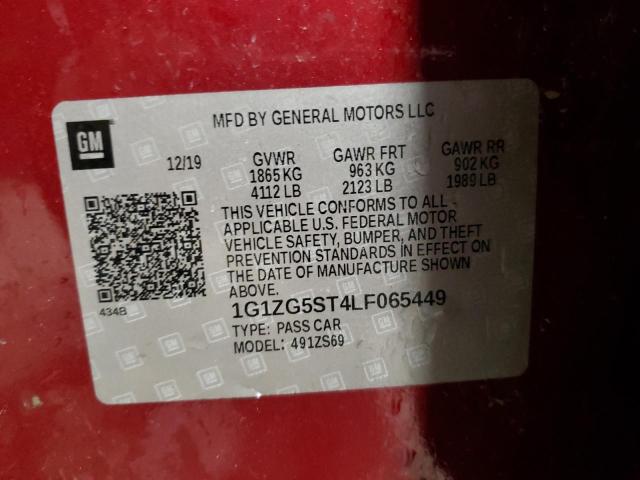 MFD BY GENERAL MOTORS LLC
GM
12/19 GVWR GAWR FRT GAWR RR
1865 KG 963 KG 902 KG
4112 LB 2123 LB 1989 LB
THIS VEHICLE CONFORMS TO ALL
APPLICABLE U.S. FEDERAL MOTOR
VEHICLE SAFETY, BUMPER, AND THEFT
PREVENTION STANDARDS IN EFFECT ON
THE DATE OF MANUFACTURE SHOWN
ABOVE.
434B
1G1ZG5ST4LF065449
TYPE: PASS CAR
MODEL: 491ZS69